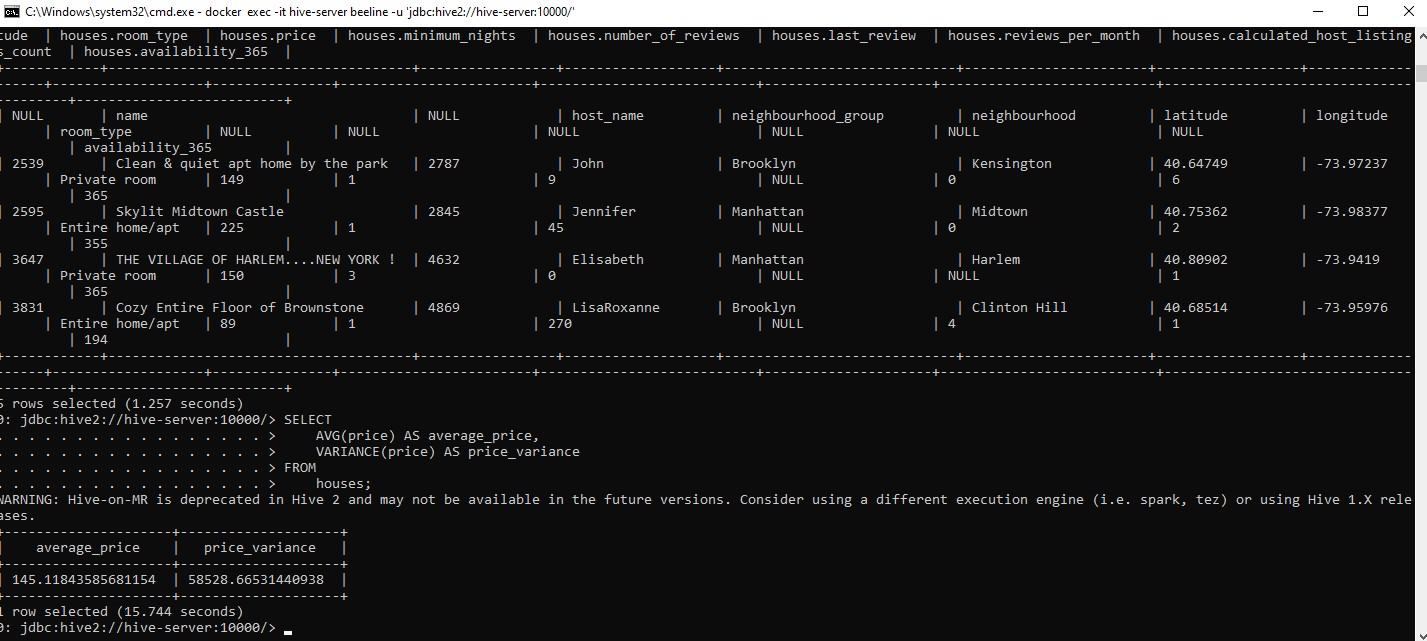 C:\Windows\system32\cmd.exe - docker exec -it hive-server beeline -u 'jdbc:hive2://hive-server:10000/'
tude | houses.room_type | houses.price | houses.minimum_nights | houses.number_of_reviews | houses.last_review | houses.reviews_per_month | houses.calculated_host_listing
s_count | houses.availability_365 |
| NULL | name | NULL | host_name | neighbourhood_group | neighbourhood | latitude | longitude
| room_type | NULL | NULL | NULL | NULL | NULL | NULL
| availability_365 |
| 2539 | Clean & quiet apt home by the park | 2787 | John | Brooklyn | Kensington | 40.64749 | -73.97237
| Private room | 149 | 1 | 9 | NULL | 0 | 6
| 365 |
| 2595 | Skylit Midtown Castle | 2845 | Jennifer | Manhattan | Midtown | 40.75362 | -73.98377
| Entire home/apt | 225 | 1 | 45 | NULL | 0 | 2
| 355 |
| 3647 | THE VILLAGE OF HARLEM....NEW YORK ! | 4632 | Elisabeth | Manhattan | Harlem | 40.80902 | -73.9419
| Private room | 150 | 3 | 0 | NULL | NULL | 1
| 365 |
| 3831 | Cozy Entire Floor of Brownstone | 4869 | LisaRoxanne | Brooklyn | Clinton Hill | 40.68514 | -73.95976
| Entire home/apt | 89 | 1 | 270 | NULL | 4 | 1
| 194 |
5 rows selected (1.257 seconds)
0: jdbc:hive2://hive-server:10000/> SELECT
. . . . . . . . . . . . . . . . . > AVG(price) AS average_price,
. . . . . . . . . . . . . . . . . > VARIANCE(price) AS price_variance
. . . . . . . . . . . . . . . . . > FROM
. . . . . . . . . . . . . . . . . > houses;
WARNING: Hive-on-MR is deprecated in Hive 2 and may not be available in the future versions. Consider using a different execution engine (i.e. spark, tez) or using Hive 1.X rele
ases.
| average_price | price_variance |
| 145.11843585681154 | 58528.66531440938 |
1 row selected (15.744 seconds)
0: jdbc:hive2://hive-server:10000/>